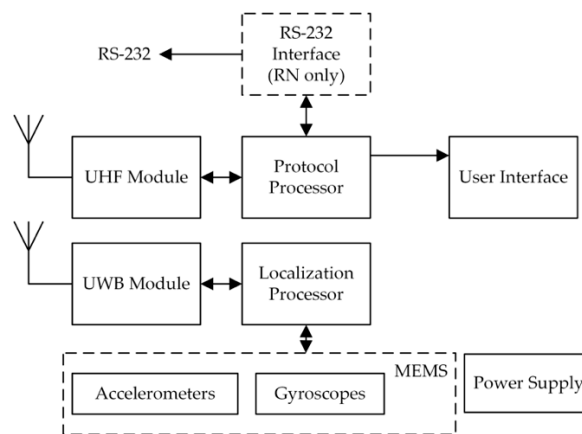 RS-232
RS-232
Interface
(RN only)
UHF Module
Protocol
Processor
User Interface
UWB Module
Localization
Processor
MEMS
Accelerometers
Gyroscopes
Power Supply